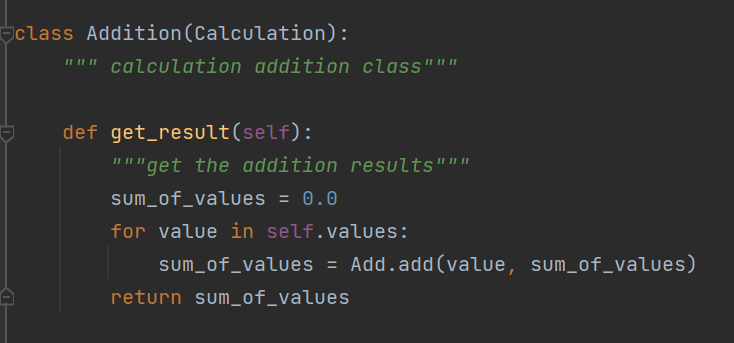 class Addition(Calculation):
    """ calculation addition class"""
    def get_result(self):
        """get the addition results"""
        sum_of_values = 0.0
        for value in self.values:
            sum_of_values = Add.add(value, sum_of_values)
        return sum_of_values